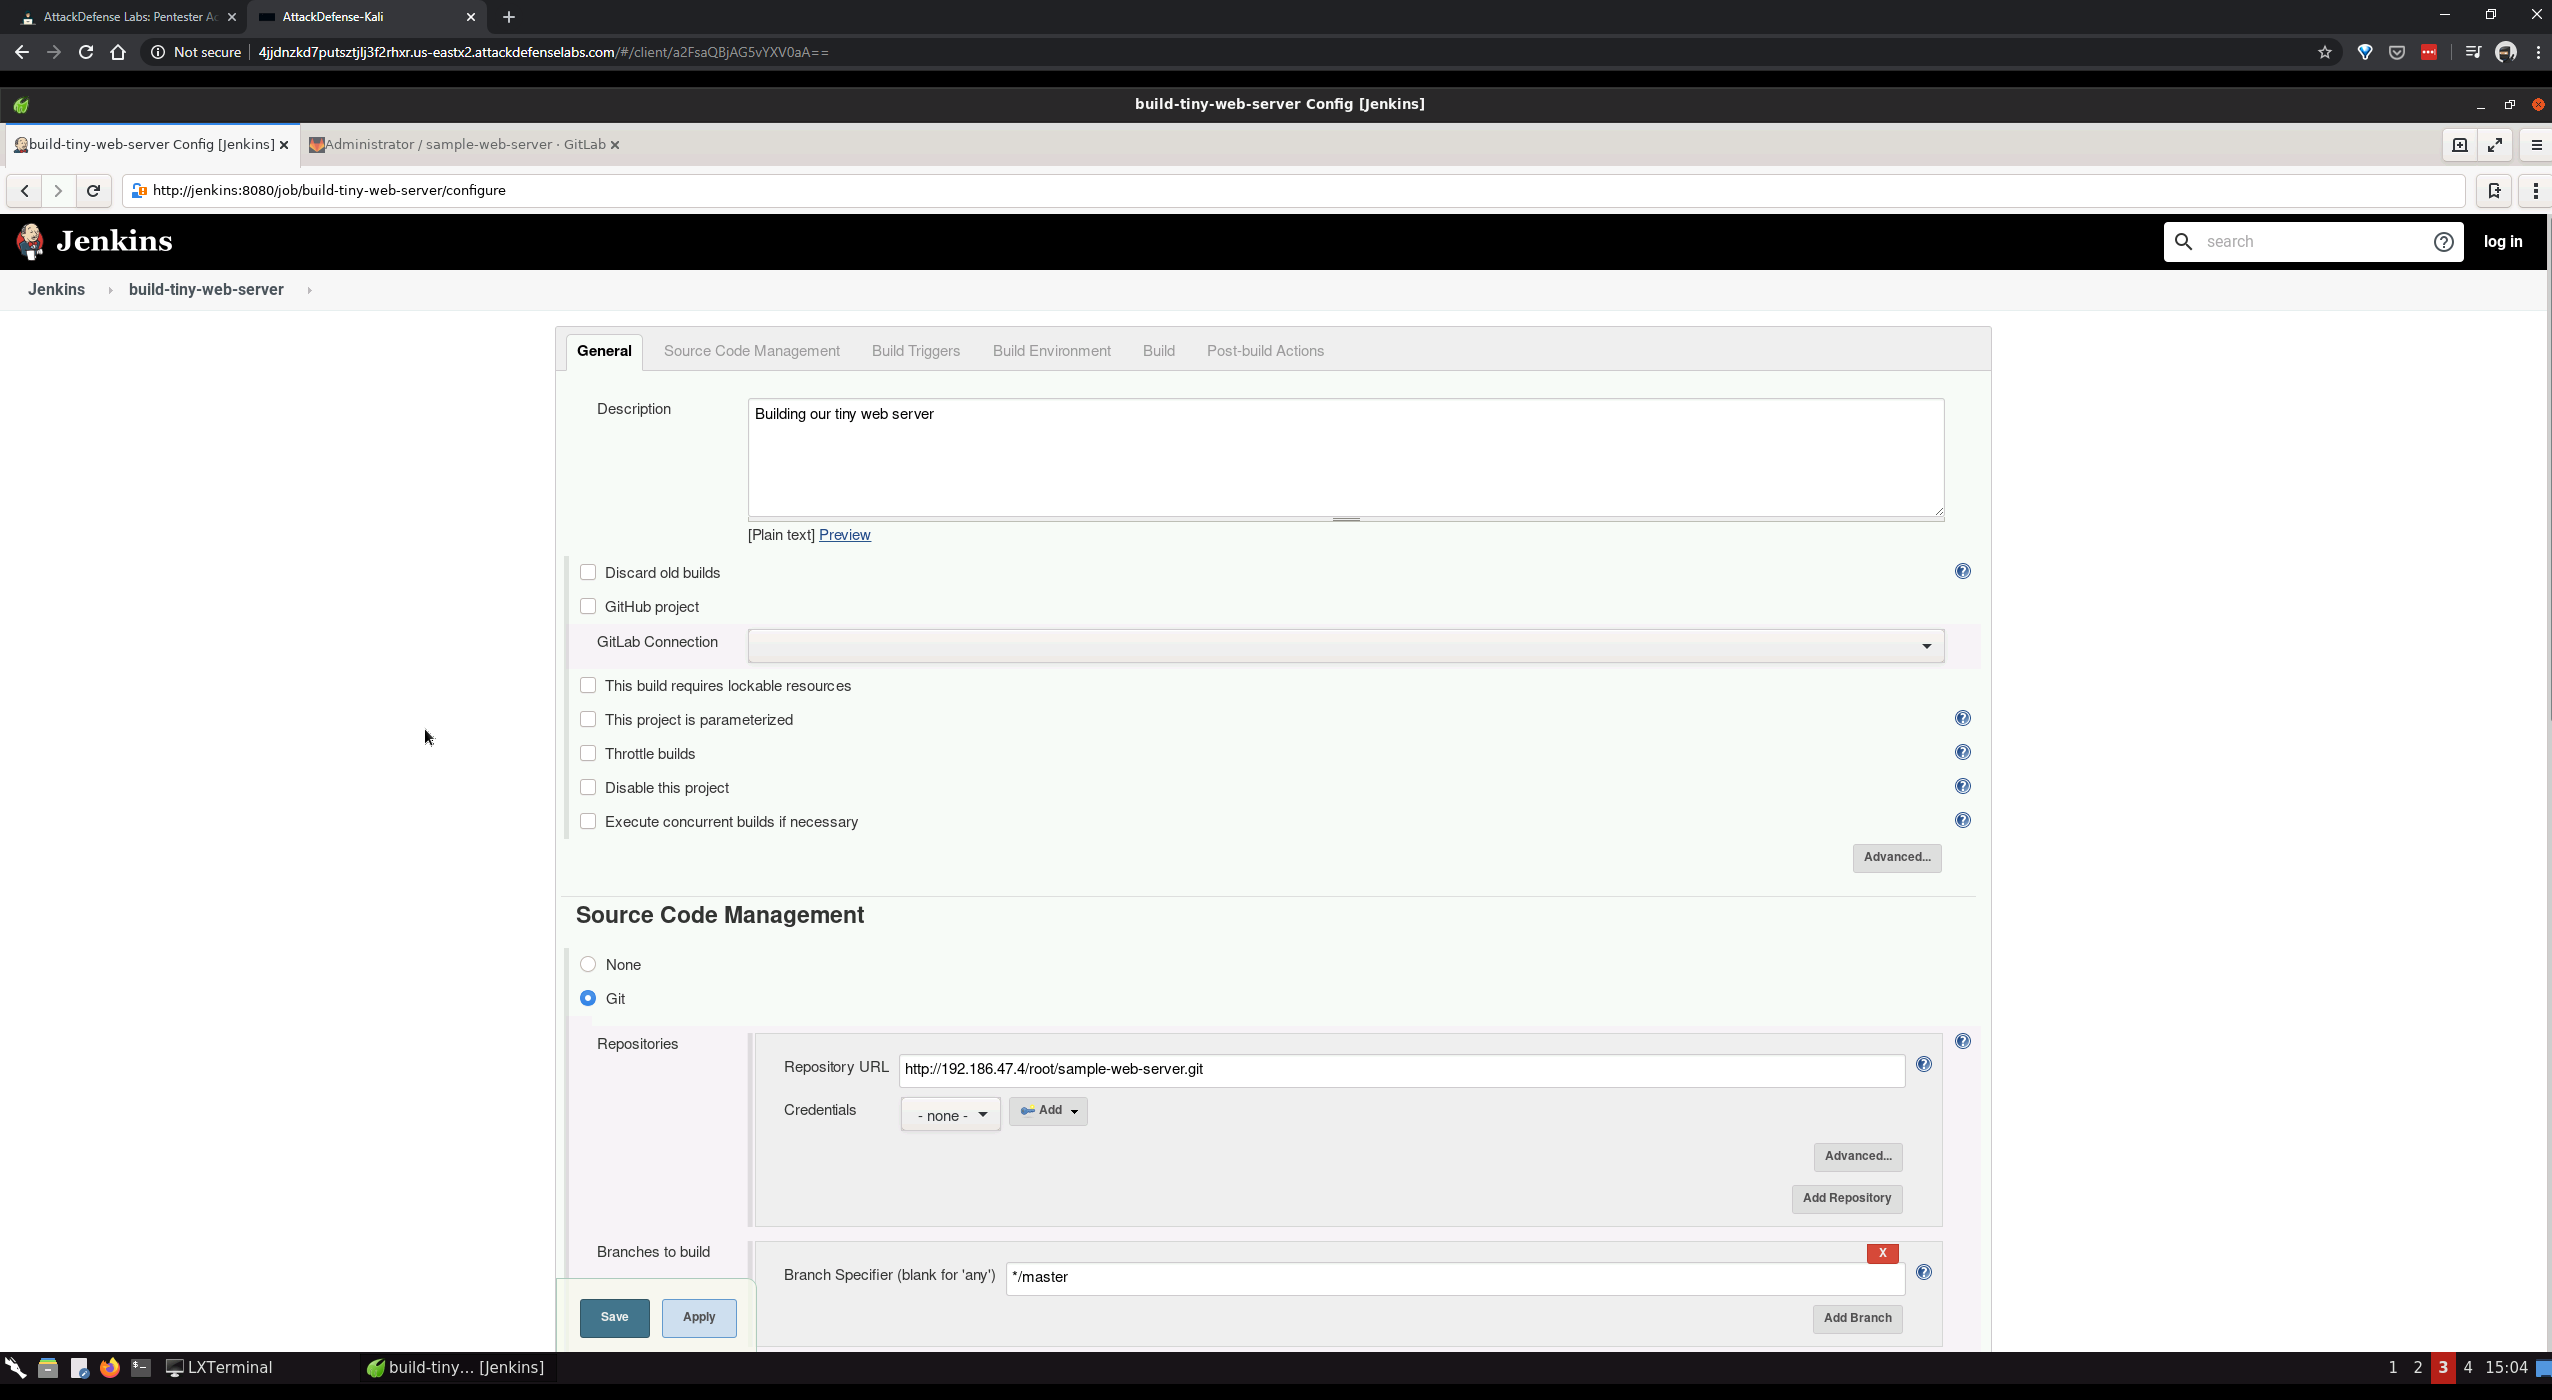 AttackDefense Labs: Pentester Ac
AttackDefense-Kali
Not secure
4jjdnzkd7putsztjlj3f2rhxr.us-eastx2.attackdefenselabs.com/#/client/a2FsaQBjAG5vYXV0aA==
build-tiny-web-server Config [Jenkins]
build-tiny-web-server Config [Jenkins]
Administrator / sample-web-server · GitLab
http://jenkins:8080/job/build-tiny-web-server/configure
Jenkins
search
log in
Jenkins
build-tiny-web-server
General
Source Code Management
Build Triggers
Build Environment
Build
Post-build Actions
Description
Building our tiny web server
[Plain text] Preview
Discard old builds
GitHub project
GitLab Connection
This build requires lockable resources
This project is parameterized
Throttle builds
Disable this project
Execute concurrent builds if necessary
Advanced...
Source Code Management
None
Git
Repositories
Repository URL
http://192.186.47.4/root/sample-web-server.git
Credentials
- none -
Add
Advanced...
Add Repository
Branches to build
X
Branch Specifier (blank for 'any')
*/master
Save
Apply
Add Branch
LXTerminal
build-tiny... [Jenkins]
1 2 3 4 15:04